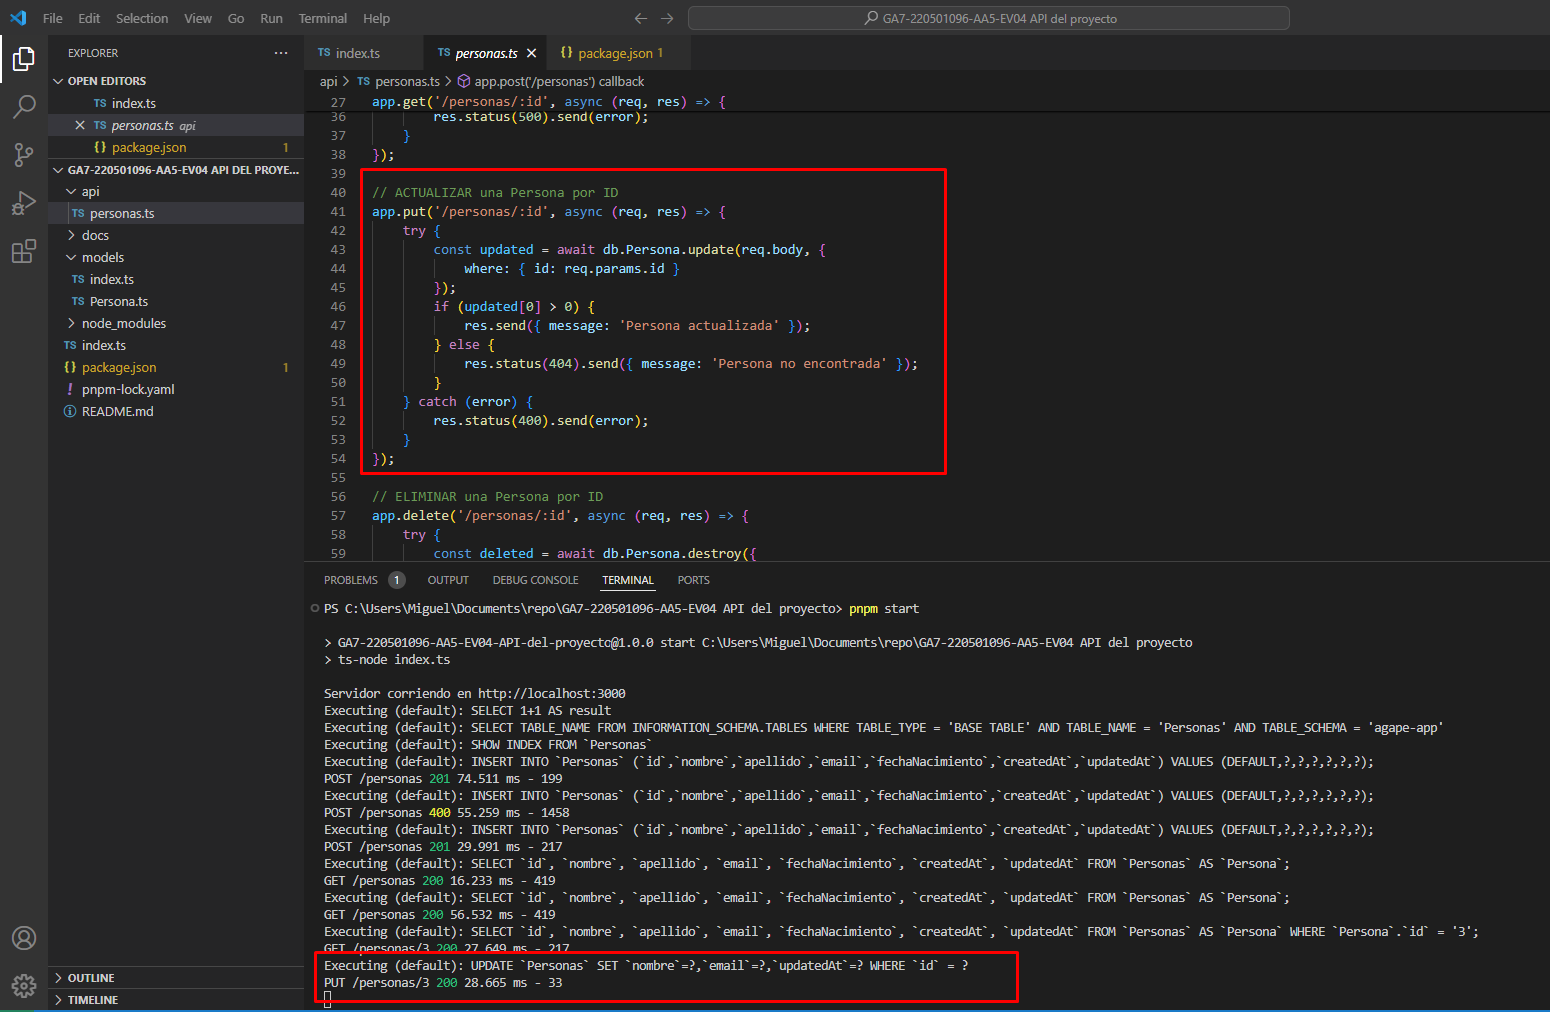 File Edit Selection View Go Run Terminal Help
GA7-220501096-AA5-EV04 API del proyecto
EXPLORER
OPEN EDITORS
TS index.ts
TS personas.ts api
{} package.json 1
GA7-220501096-AA5-EV04 API DEL PROYE...
api
TS personas.ts
docs
models
TS index.ts
TS Persona.ts
node_modules
TS index.ts
{} package.json 1
! pnpm-lock.yaml
README.md
OUTLINE
TIMELINE
TS index.ts TS personas.ts {} package.json 1
api > TS personas.ts > app.post('/personas') callback
27 app.get('/personas/:id', async (req, res) => {
36 res.status(500).send(error);
37 }
38 });
39
40 // ACTUALIZAR una Persona por ID
41 app.put('/personas/:id', async (req, res) => {
42 try {
43 const updated = await db.Persona.update(req.body, {
44 where: { id: req.params.id }
45 });
46 if (updated[0] > 0) {
47 res.send({ message: 'Persona actualizada' });
48 } else {
49 res.status(404).send({ message: 'Persona no encontrada' });
50 }
51 } catch (error) {
52 res.status(400).send(error);
53 }
54 });
55
56 // ELIMINAR una Persona por ID
57 app.delete('/personas/:id', async (req, res) => {
58 try {
59 const deleted = await db.Persona.destroy({
PROBLEMS 1 OUTPUT DEBUG CONSOLE TERMINAL PORTS
PS C:\Users\Miguel\Documents\repo\GA7-220501096-AA5-EV04 API del proyecto> pnpm start
> GA7-220501096-AA5-EV04-API-del-proyecto@1.0.0 start C:\Users\Miguel\Documents\repo\GA7-220501096-AA5-EV04 API del proyecto
> ts-node index.ts
Servidor corriendo en http://localhost:3000
Executing (default): SELECT 1+1 AS result
Executing (default): SELECT TABLE_NAME FROM INFORMATION_SCHEMA.TABLES WHERE TABLE_TYPE = 'BASE TABLE' AND TABLE_NAME = 'Personas' AND TABLE_SCHEMA = 'agape-app'
Executing (default): SHOW INDEX FROM `Personas`
Executing (default): INSERT INTO `Personas` (`id`,`nombre`,`apellido`,`email`,`fechaNacimiento`,`createdAt`,`updatedAt`) VALUES (DEFAULT,?,?,?,?,?,?);
POST /personas 201 74.511 ms - 199
Executing (default): INSERT INTO `Personas` (`id`,`nombre`,`apellido`,`email`,`fechaNacimiento`,`createdAt`,`updatedAt`) VALUES (DEFAULT,?,?,?,?,?,?);
POST /personas 400 55.259 ms - 1458
Executing (default): INSERT INTO `Personas` (`id`,`nombre`,`apellido`,`email`,`fechaNacimiento`,`createdAt`,`updatedAt`) VALUES (DEFAULT,?,?,?,?,?,?);
POST /personas 201 29.991 ms - 217
Executing (default): SELECT `id`, `nombre`, `apellido`, `email`, `fechaNacimiento`, `createdAt`, `updatedAt` FROM `Personas` AS `Persona`;
GET /personas 200 16.233 ms - 419
Executing (default): SELECT `id`, `nombre`, `apellido`, `email`, `fechaNacimiento`, `createdAt`, `updatedAt` FROM `Personas` AS `Persona`;
GET /personas 200 56.532 ms - 419
Executing (default): SELECT `id`, `nombre`, `apellido`, `email`, `fechaNacimiento`, `createdAt`, `updatedAt` FROM `Personas` AS `Persona` WHERE `Persona`.`id` = '3';
GET /personas/3 200 27.649 ms - 217
Executing (default): UPDATE `Personas` SET `nombre`=?,`email`=?,`updatedAt`=? WHERE `id` = ?
PUT /personas/3 200 28.665 ms - 33